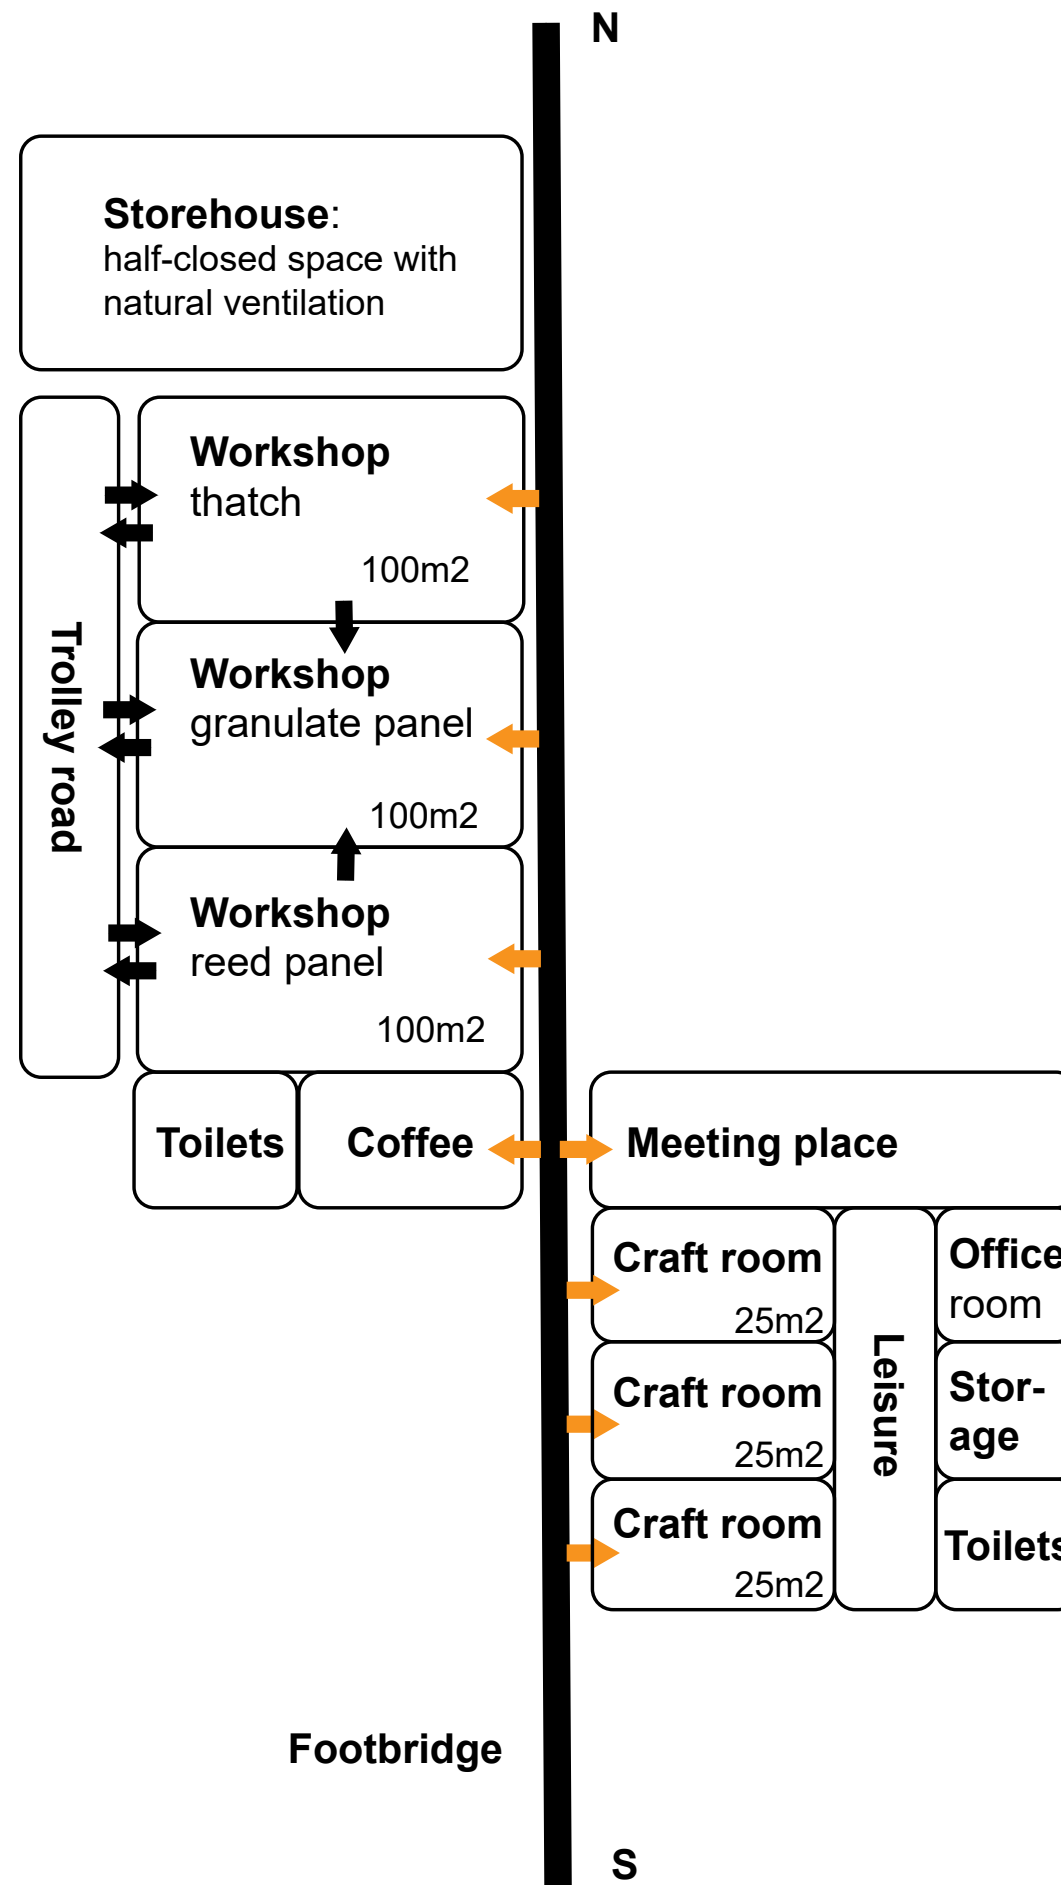 N
Storehouse:
half-closed space with
natural ventilation
Workshop
thatch
100m2
Trolley road
Workshop
granulate panel
100m2
Workshop
reed panel
100m2
Toilets
Coffee
Meeting place
Craft room
25m2
Craft room
25m2
Craft room
25m2
Leisure
Office
room
Stor-
age
Toilets
Footbridge
S